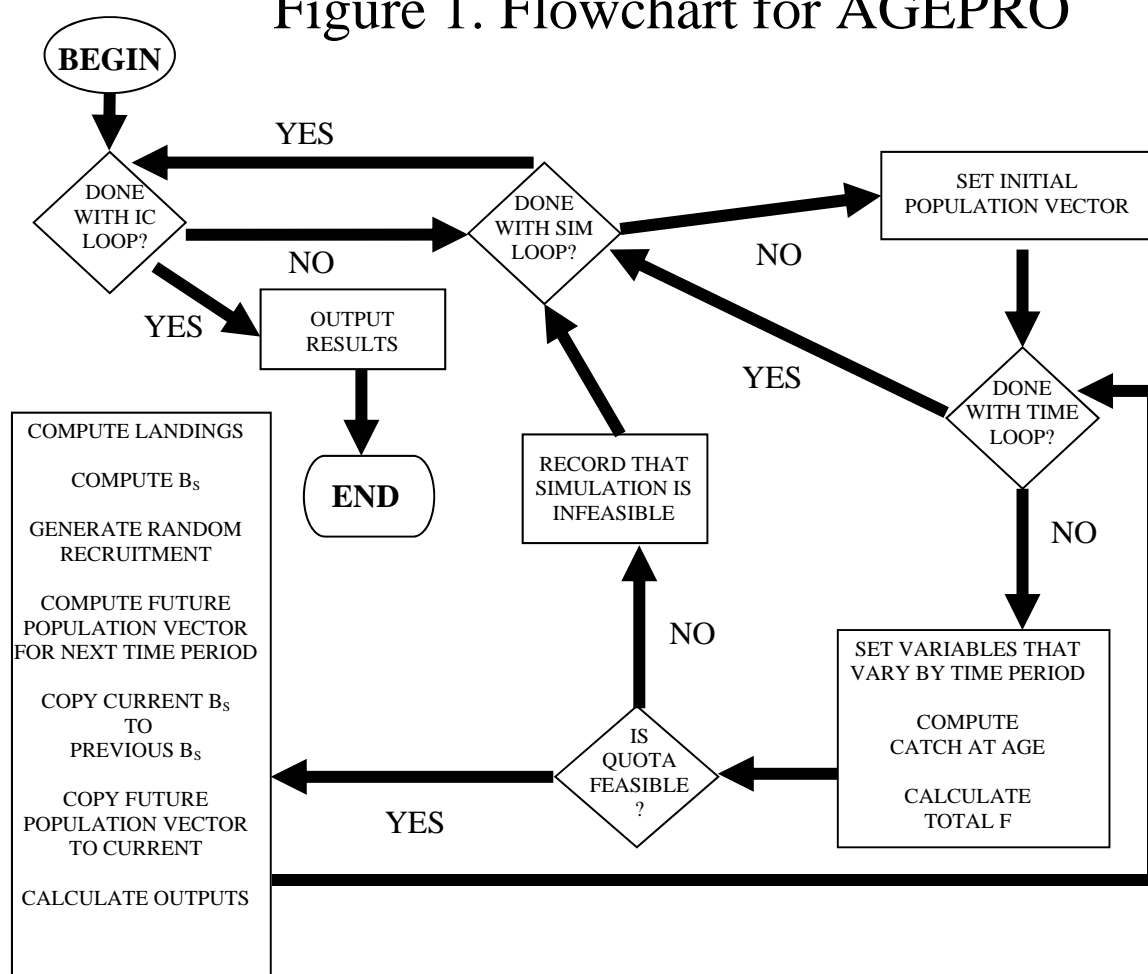 Figure 1. Flowchart for AGEPRO
BEGIN
YES
DONE
WITH IC
LOOP?
NO
YES
OUTPUT
RESULTS
END
DONE
WITH SIM
LOOP?
NO
SET INITIAL
POPULATION VECTOR
YES
DONE
WITH TIME
LOOP?
NO
RECORD THAT
SIMULATION IS
INFEASIBLE
NO
SET VARIABLES THAT
VARY BY TIME PERIOD
COMPUTE
CATCH AT AGE
CALCULATE
TOTAL F
IS
QUOTA
FEASIBLE
?
YES
COMPUTE LANDINGS
COMPUTE BS
GENERATE RANDOM
RECRUITMENT
COMPUTE FUTURE
POPULATION VECTOR
FOR NEXT TIME PERIOD
COPY CURRENT BS
TO
PREVIOUS BS
COPY FUTURE
POPULATION VECTOR
TO CURRENT
CALCULATE OUTPUTS